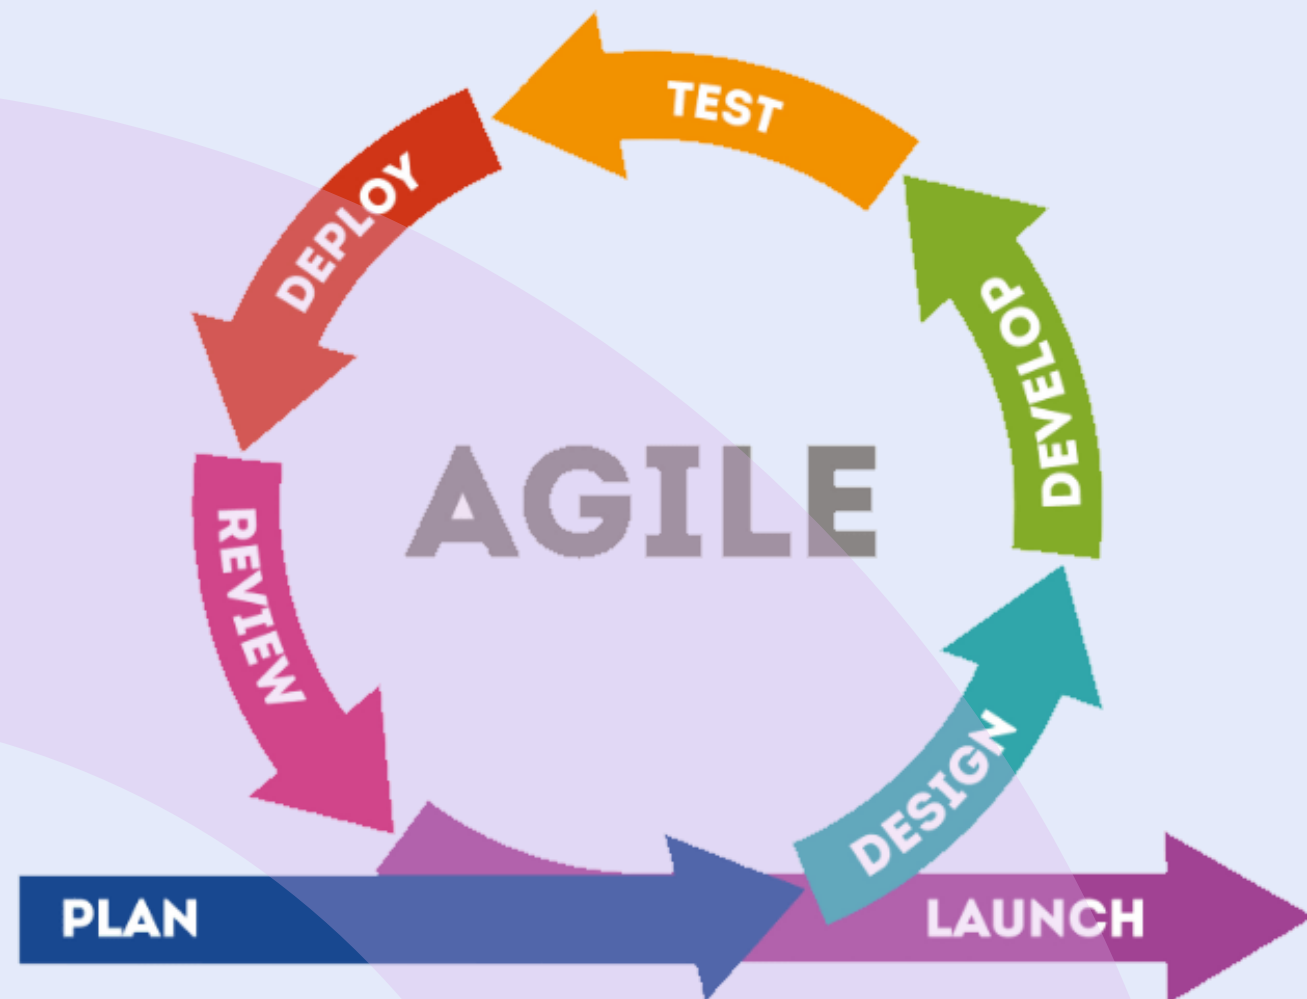 TEST
DEPLOY
DEVELOP
AGILE
REVIEW
DESIGN
PLAN
LAUNCH